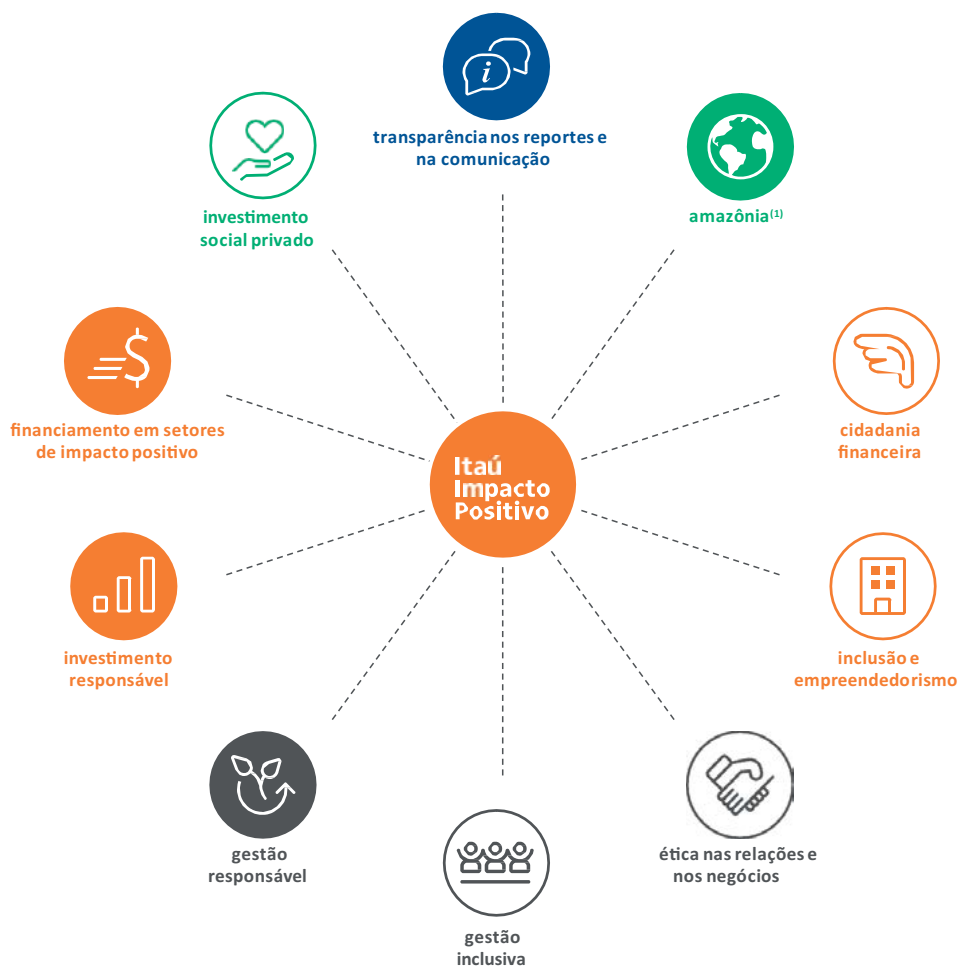 transparência nos reportes e
na comunicação
amazônia(1)
cidadania
financeira
inclusão e
empreendedorismo
ética nas relações e
nos negócios
gestão
inclusiva
gestão
responsável
investimento
responsável
financiamento em setores
de impacto positivo
investimento
social privado
Itaú
Impacto
Positivo
i
$